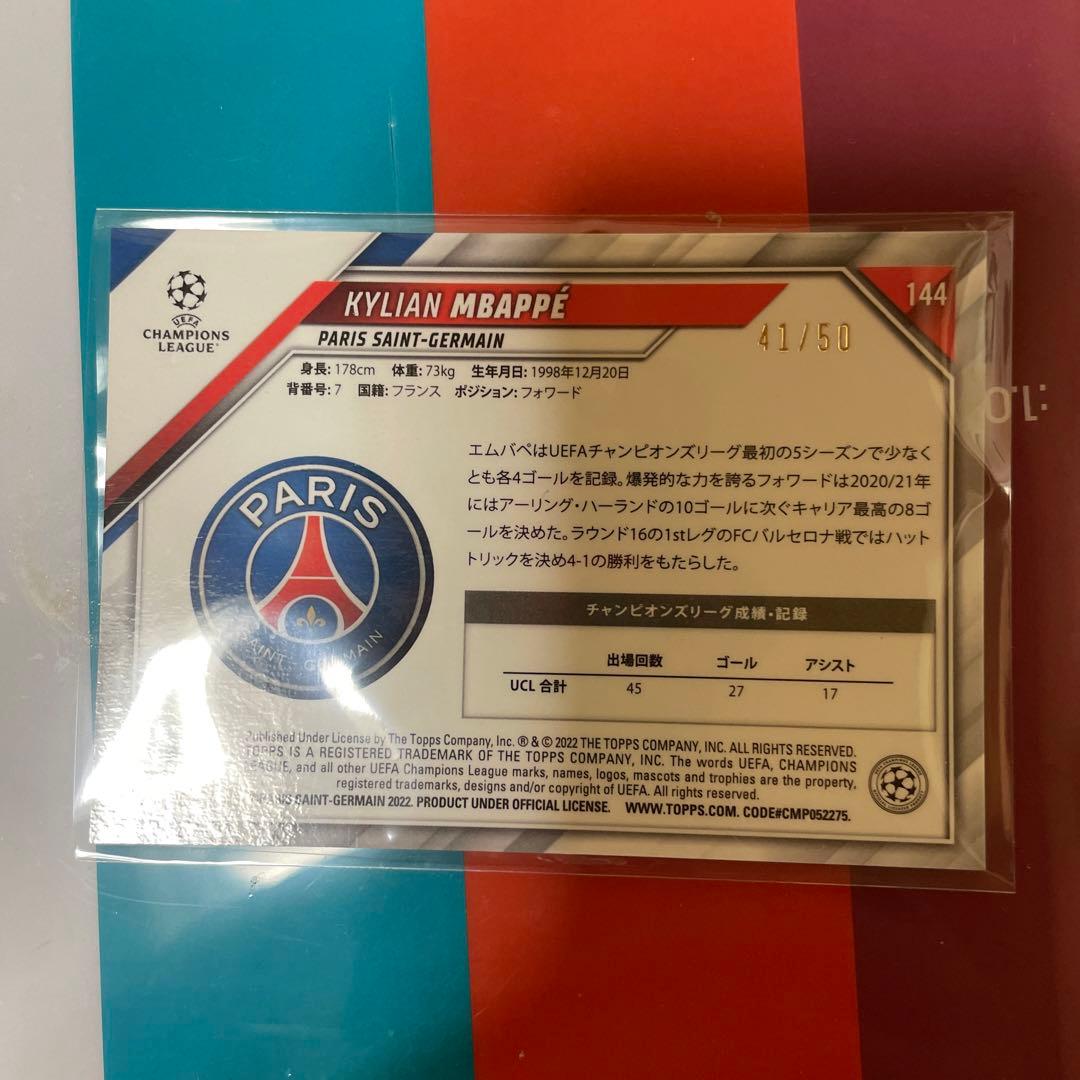 UEFA
CHAMPIONS
LEAGUE
KYLIAN MBAPPÉ
144
PARIS SAINT-GERMAIN
41/50
身長: 178cm 体重: 73kg 生年月日: 1998年12月20日
背番号: 7 国籍: フランス ポジション: フォワード
エムバペはUEFAチャンピオンズリーグ最初の5シーズンで少なく
とも各4ゴールを記録。爆発的な力を誇るフォワードは2020/21年
にはアーリング・ハーランドの10ゴールに次ぐキャリア最高の8ゴ
ールを決めた。ラウンド16の1stレグのFCバルセロナ戦ではハット
トリックを決め4-1の勝利をもたらした。
PARIS
SAINT-GERMAIN
チャンピオンズリーグ成績・記録
出場回数 ゴール アシスト
UCL 合計 45 27 17
Published Under License by The Topps Company, Inc. ® & © 2022 THE TOPPS COMPANY, INC. ALL RIGHTS RESERVED.
TOPPS IS A REGISTERED TRADEMARK OF THE TOPPS COMPANY, INC. The words UEFA, CHAMPIONS
LEAGUE, and all other UEFA Champions League marks, names, logos, mascots and trophies are the property,
registered trademarks, designs and/or copyright of UEFA. All rights reserved.
PARIS SAINT-GERMAIN 2022. PRODUCT UNDER OFFICIAL LICENSE. WWW.TOPPS.COM. CODE#CMP052275.